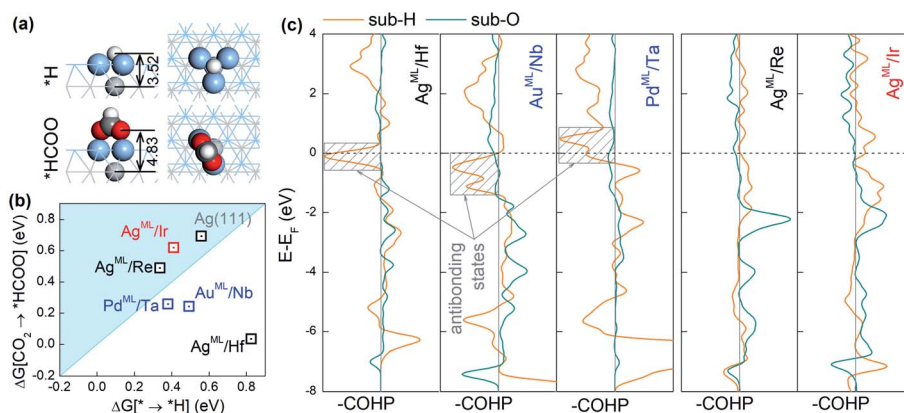 (a)
*H
3.52
*HCOO
4.83
(b)
ΔG[CO₂ → *HCOO] (eV)
0.8
0.6
0.4
0.2
0.0
-0.2
Ag(111)
Ag^ML/Ir
Ag^ML/Re
Pd^ML/Ta
Au^ML/Nb
Ag^ML/Hf
-0.2 0.0 0.2 0.4 0.6 0.8
ΔG[* → *H] (eV)
(c)
sub-H sub-O
E-E_F (eV)
4
2
0
-2
-4
-6
-8
Ag^ML/Hf
Au^ML/Nb
Pd^ML/Ta
Ag^ML/Re
Ag^ML/Ir
antibonding
states
-COHP -COHP -COHP -COHP -COHP